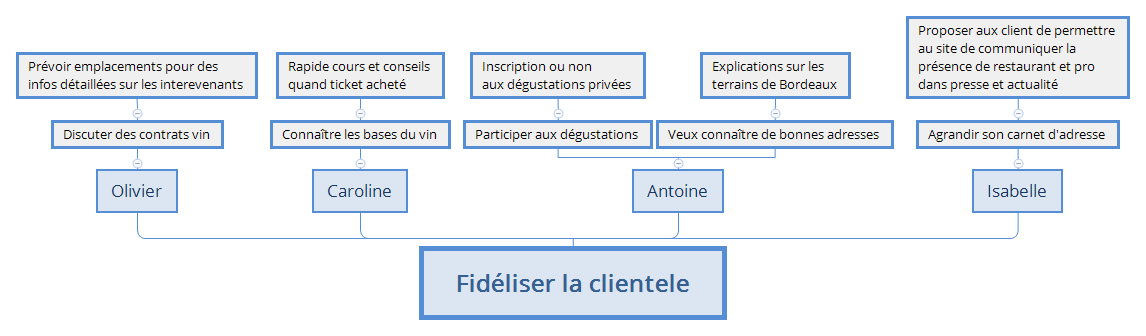 Prévoir emplacements pour des
infos détaillées sur les interevenants
Rapide cours et conseils
quand ticket acheté
Inscription ou non
aux dégustations privées
Explications sur les
terrains de Bordeaux
Proposer aux client de permettre
au site de communiquer la
présence de restaurant et pro
dans presse et actualité
Discuter des contrats vin
Connaître les bases du vin
Participer aux dégustations
Veux connaître de bonnes adresses
Agrandir son carnet d'adresse
Olivier
Caroline
Antoine
Isabelle
Fidéliser la clientele